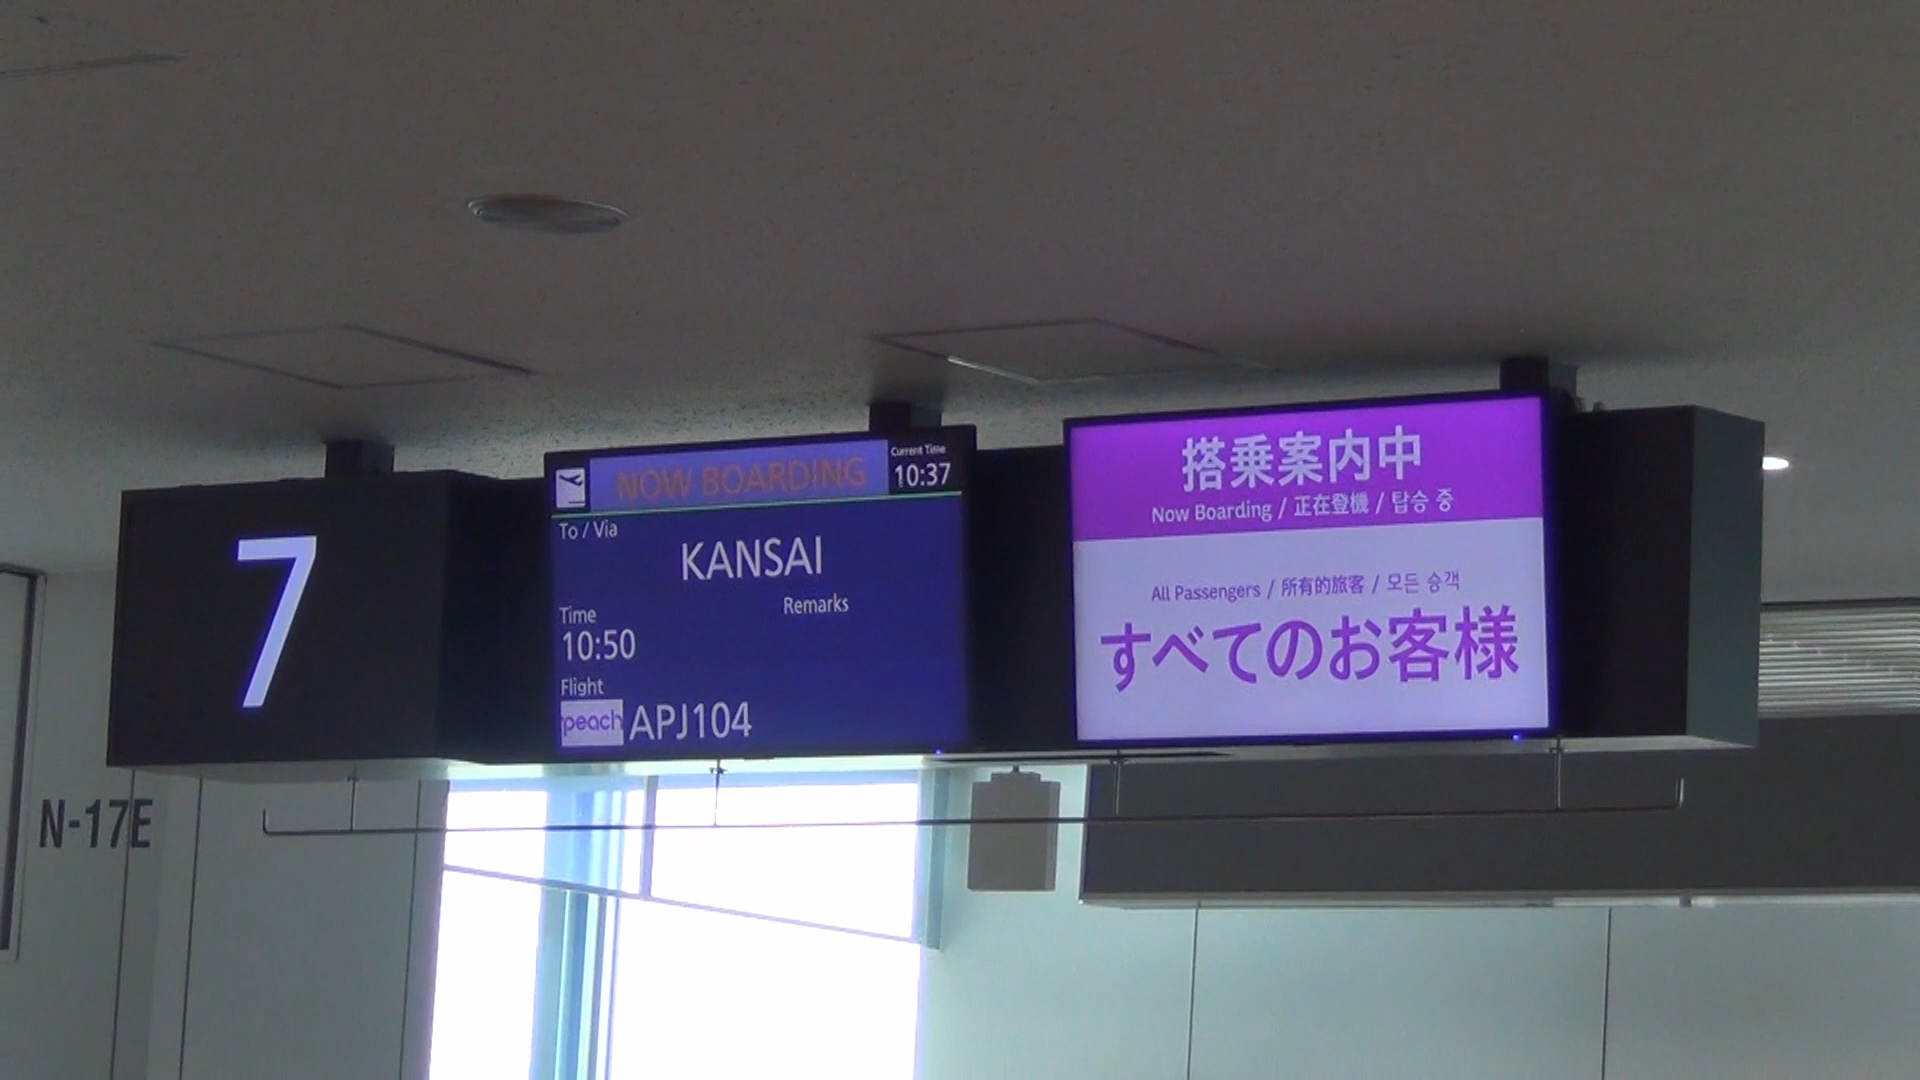 7
NOW BOARDING
Current Time
10:37
To / Via
KANSAI
Remarks
Time
10:50
Flight
peach APJ104
搭乗案内中
Now Boarding / 正在登機 / 탑승 중
All Passengers / 所有的旅客 / 모든 승객
すべてのお客様
N-17E